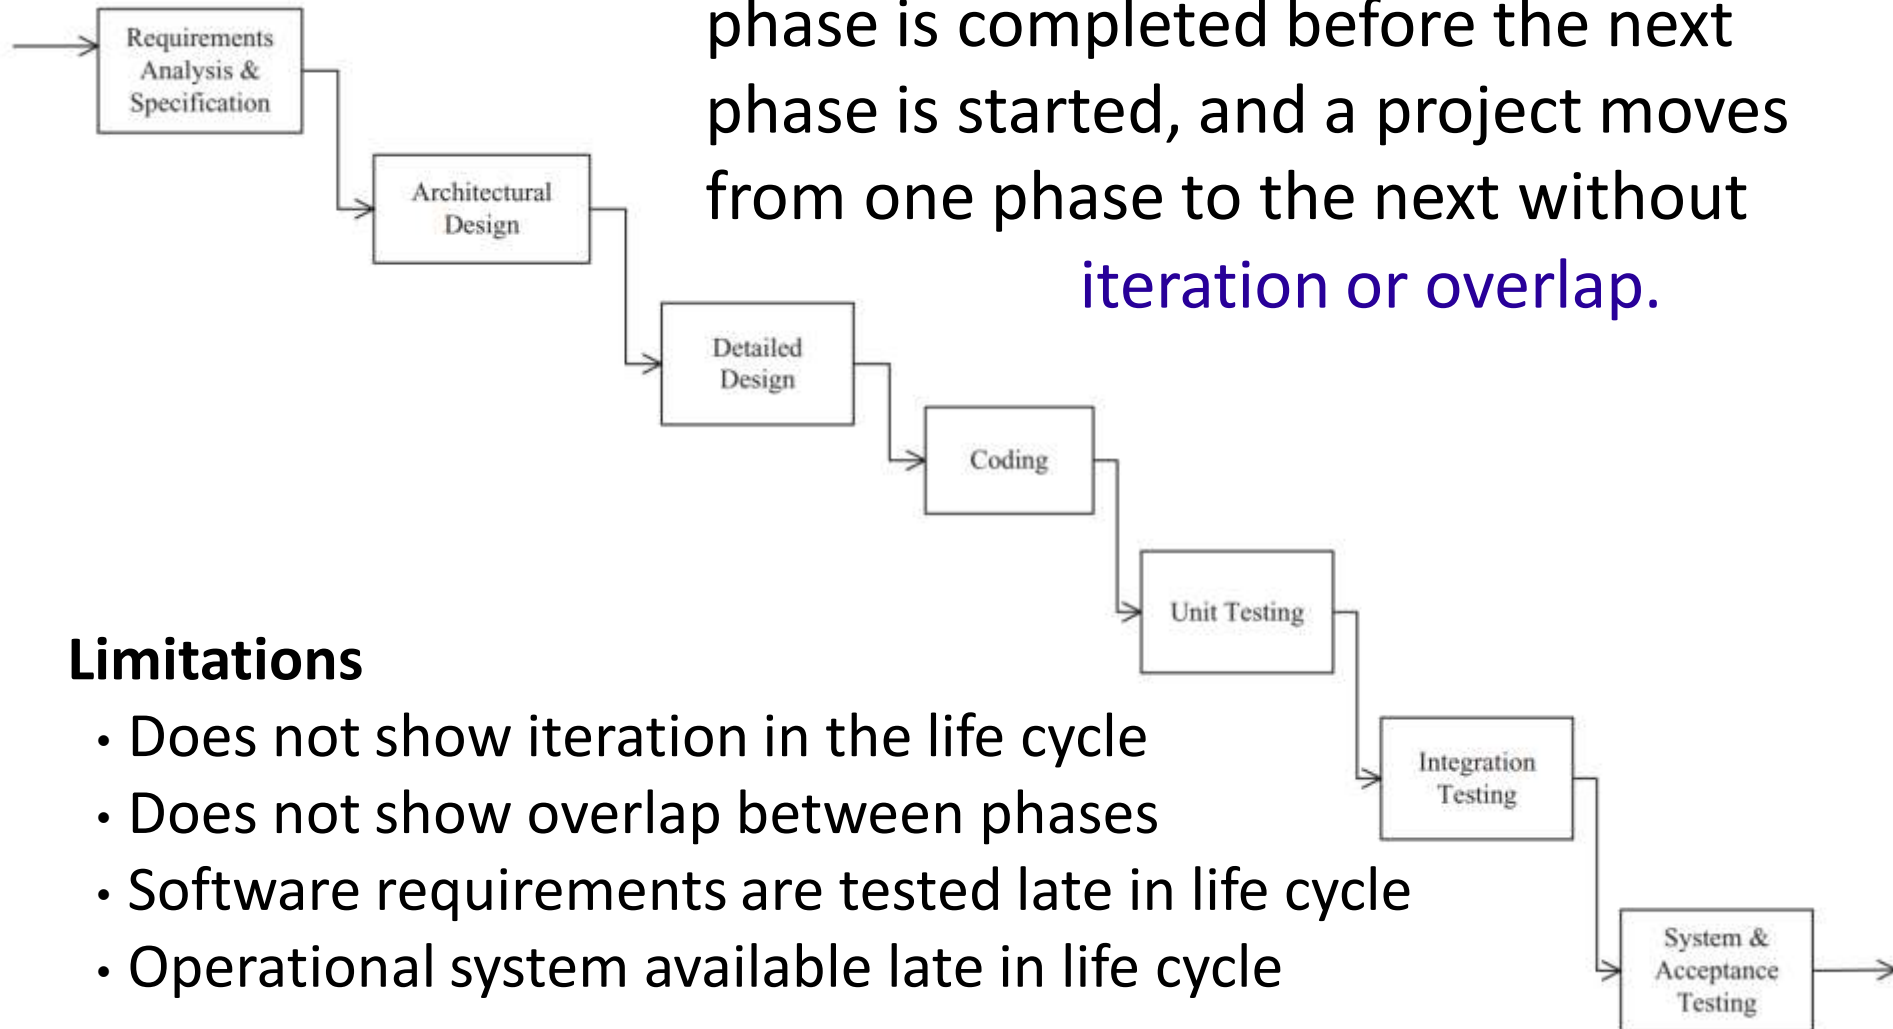 phase is completed before the next
phase is started, and a project moves
from one phase to the next without
iteration or overlap.
Requirements
Analysis &
Specification
Architectural
Design
Detailed
Design
Coding
Unit Testing
Integration
Testing
System &
Acceptance
Testing
Limitations
• Does not show iteration in the life cycle
• Does not show overlap between phases
• Software requirements are tested late in life cycle
• Operational system available late in life cycle